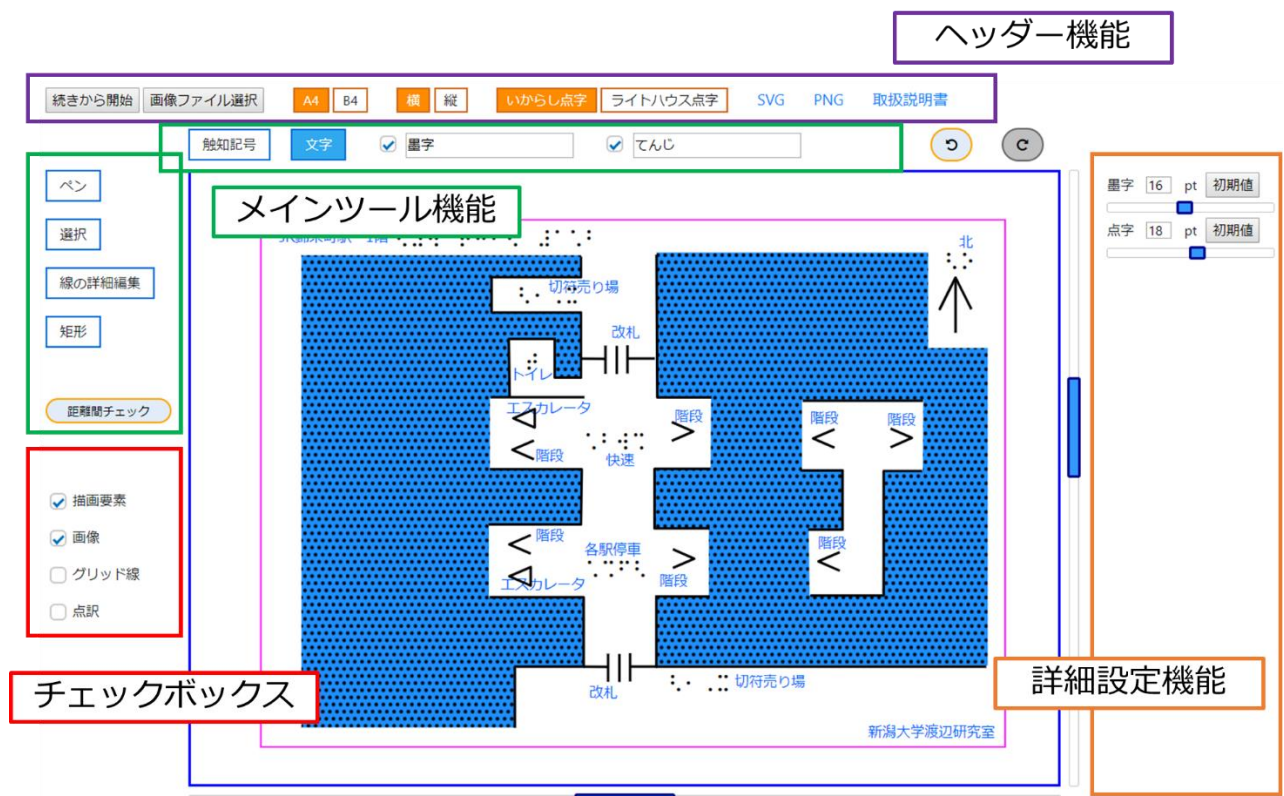 ヘッダー機能
続きから開始 画像ファイル選択 A4 B4 横 縦 いからし点字 ライトハウス点字 SVG PNG 取扱説明書
触知記号 文字 墨字 てんじ
ペン
選択
線の詳細編集
矩形
距離間チェック
メインツール機能
墨字 16 pt 初期値
点字 18 pt 初期値
1階
北
切符売り場
改札
トイレ
エスカレータ
階段
階段
快速
階段
階段
階段
階段
各駅停車
エスカレータ
階段
改札
切符売り場
新潟大学渡辺研究室
描画要素
画像
グリッド線
点訳
チェックボックス
詳細設定機能